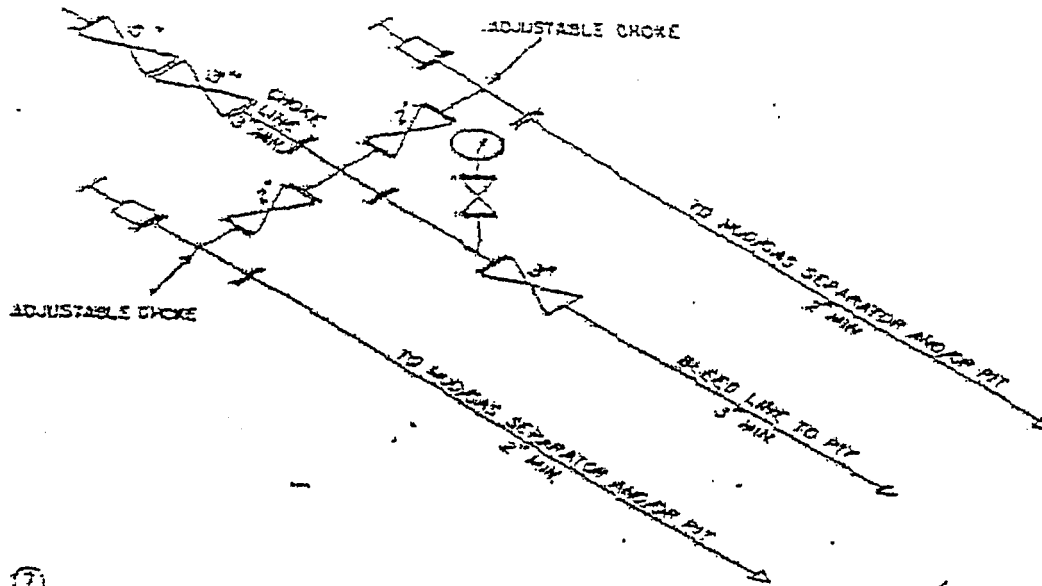 ADJUSTABLE CHOKE
3"
CHOKE
LINE
3" MIN.
2"
2"
3"
ADJUSTABLE CHOKE
TO MUD/GAS SEPARATOR AND/OR PIT
2" MIN
BLEED LINE TO PIT
3" MIN
TO MUD/GAS SEPARATOR AND/OR PIT
2" MIN.